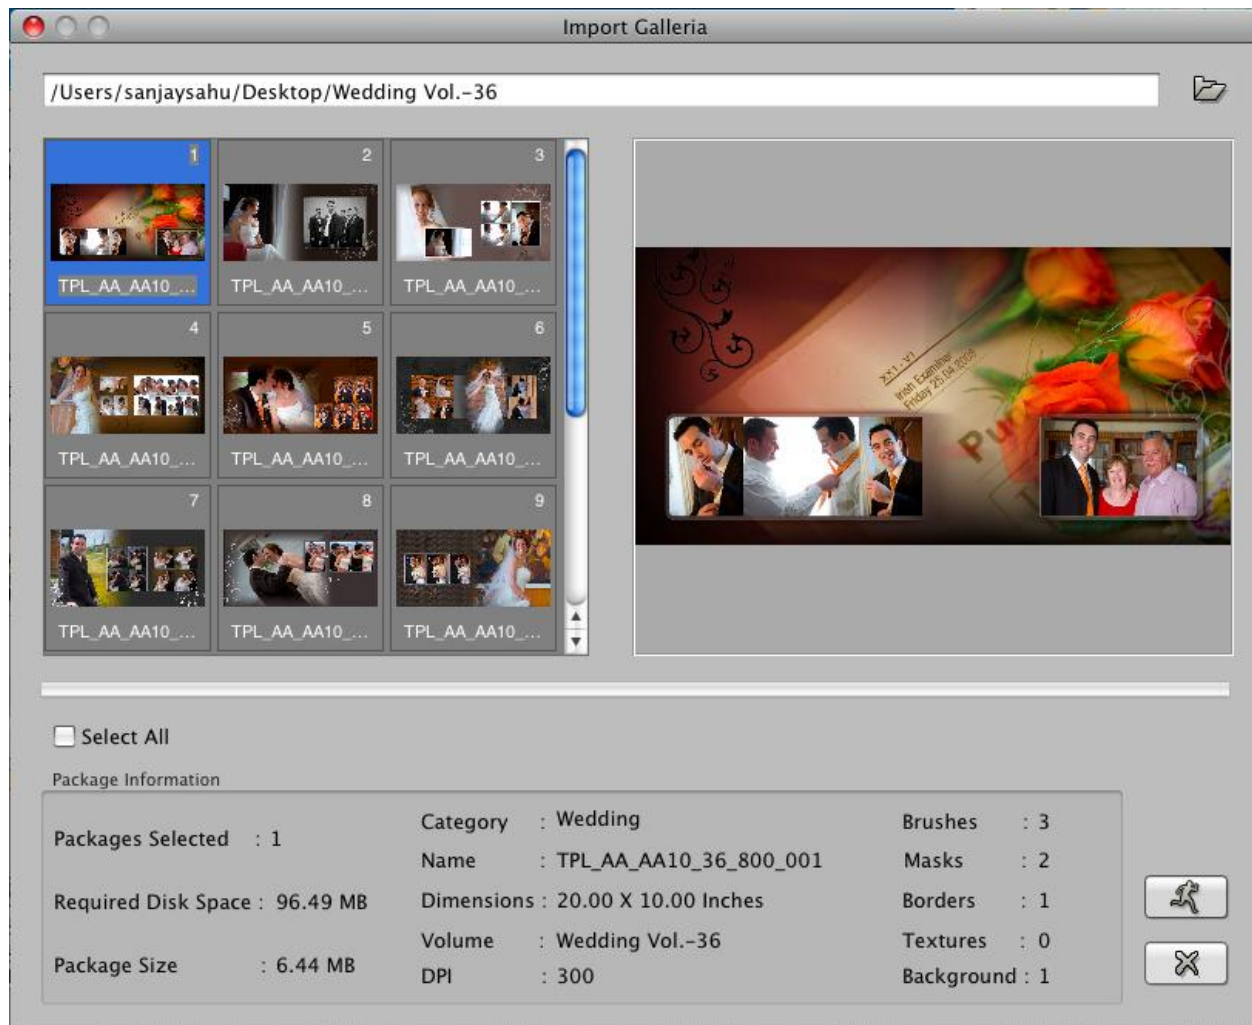 Import Galleria
/Users/sanjaysahu/Desktop/Wedding Vol.-36
1
2
3
TPL_AA_AA10_...
TPL_AA_AA10_...
TPL_AA_AA10_...
4
5
6
TPL_AA_AA10_...
TPL_AA_AA10_...
TPL_AA_AA10_...
7
8
9
TPL_AA_AA10_...
TPL_AA_AA10_...
TPL_AA_AA10_...
Irish Examiner
Friday 25.04.2008
Pu
Select All
Package Information
Packages Selected : 1
Required Disk Space : 96.49 MB
Package Size : 6.44 MB
Category : Wedding
Name : TPL_AA_AA10_36_800_001
Dimensions : 20.00 X 10.00 Inches
Volume : Wedding Vol.-36
DPI : 300
Brushes : 3
Masks : 2
Borders : 1
Textures : 0
Background : 1